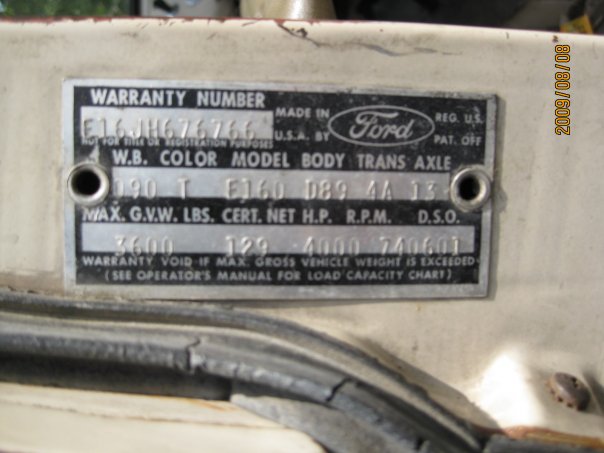 WARRANTY NUMBER
E16JH676766
NOT FOR TITLE OR REGISTRATION PURPOSES
MADE IN
U.S.A. BY
Ford
REG. U.S.
PAT. OFF
W.B. COLOR MODEL BODY TRANS AXLE
190 T E160 D89 4A 13
MAX. G.V.W. LBS. CERT. NET H.P. R.P.M. D.S.O.
3600 129 4000 740601
WARRANTY VOID IF MAX. GROSS VEHICLE WEIGHT IS EXCEEDED
(SEE OPERATOR'S MANUAL FOR LOAD CAPACITY CHART)
2009/08/08